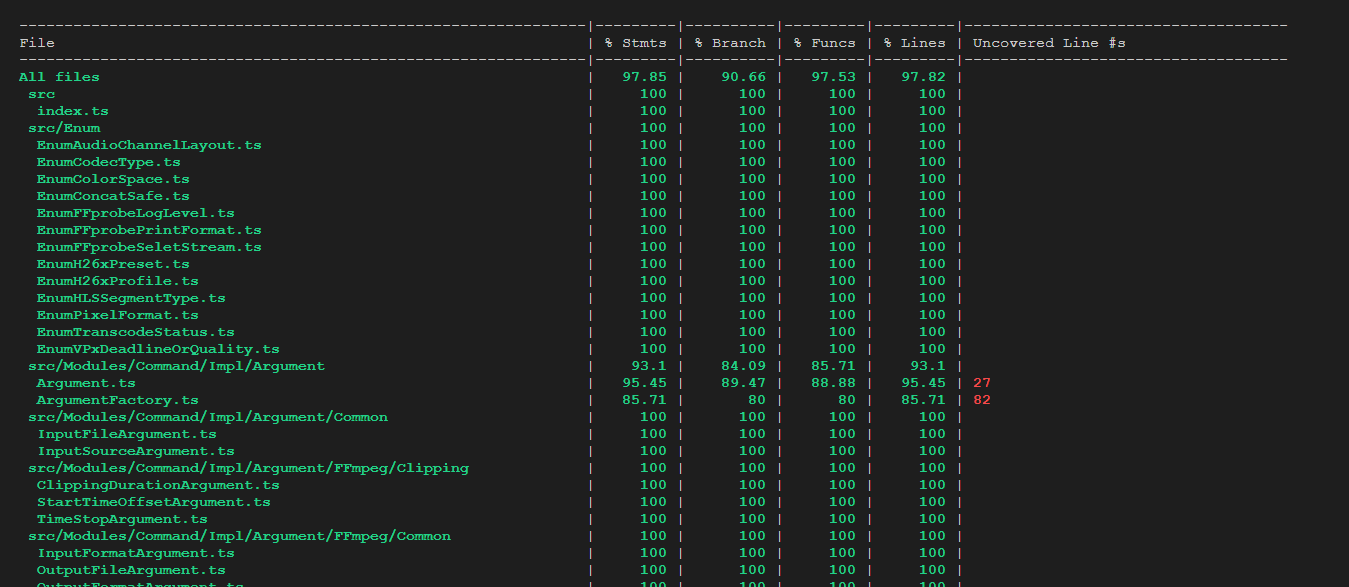 File | % Stmts | % Branch | % Funcs | % Lines | Uncovered Line #s
All files | 97.85 | 90.66 | 97.53 | 97.82 |
src | 100 | 100 | 100 | 100 |
index.ts | 100 | 100 | 100 | 100 |
src/Enum | 100 | 100 | 100 | 100 |
EnumAudioChannelLayout.ts | 100 | 100 | 100 | 100 |
EnumCodecType.ts | 100 | 100 | 100 | 100 |
EnumColorSpace.ts | 100 | 100 | 100 | 100 |
EnumConcatSafe.ts | 100 | 100 | 100 | 100 |
EnumFFprobeLogLevel.ts | 100 | 100 | 100 | 100 |
EnumFFprobePrintFormat.ts | 100 | 100 | 100 | 100 |
EnumFFprobeSeletStream.ts | 100 | 100 | 100 | 100 |
EnumH26xPreset.ts | 100 | 100 | 100 | 100 |
EnumH26xProfile.ts | 100 | 100 | 100 | 100 |
EnumHLSSegmentType.ts | 100 | 100 | 100 | 100 |
EnumPixelFormat.ts | 100 | 100 | 100 | 100 |
EnumTranscodeStatus.ts | 100 | 100 | 100 | 100 |
EnumVPxDeadlineOrQuality.ts | 100 | 100 | 100 | 100 |
src/Modules/Command/Impl/Argument | 93.1 | 84.09 | 85.71 | 93.1 |
Argument.ts | 95.45 | 89.47 | 88.88 | 95.45 | 27
ArgumentFactory.ts | 85.71 | 80 | 80 | 85.71 | 82
src/Modules/Command/Impl/Argument/Common | 100 | 100 | 100 | 100 |
InputFileArgument.ts | 100 | 100 | 100 | 100 |
InputSourceArgument.ts | 100 | 100 | 100 | 100 |
src/Modules/Command/Impl/Argument/FFmpeg/Clipping | 100 | 100 | 100 | 100 |
ClippingDurationArgument.ts | 100 | 100 | 100 | 100 |
StartTimeOffsetArgument.ts | 100 | 100 | 100 | 100 |
TimeStopArgument.ts | 100 | 100 | 100 | 100 |
src/Modules/Command/Impl/Argument/FFmpeg/Common | 100 | 100 | 100 | 100 |
InputFormatArgument.ts | 100 | 100 | 100 | 100 |
OutputFileArgument.ts | 100 | 100 | 100 | 100 |
OutputFormatArgument.ts | 100 | 100 | 100 | 100 |